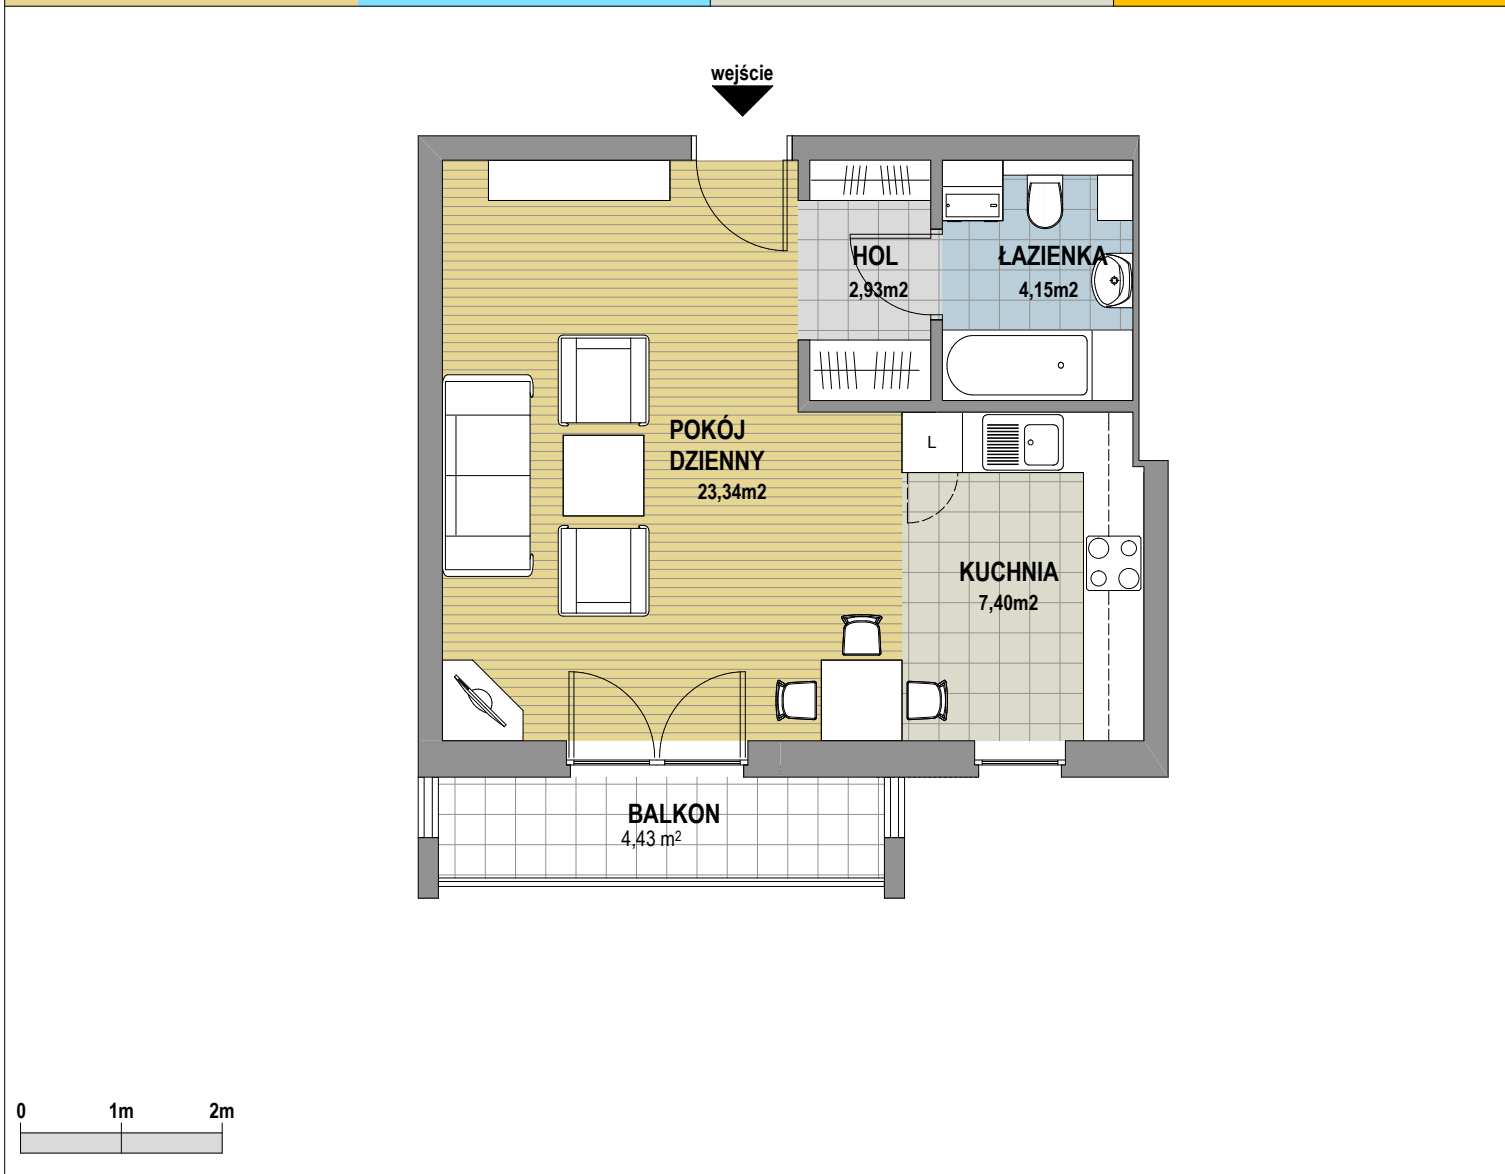 wejście
HOL
2,93m2
ŁAZIENKA
4,15m2
POKÓJ
DZIENNY
23,34m2
L
KUCHNIA
7,40m2
BALKON
4,43 m²
0 1m 2m